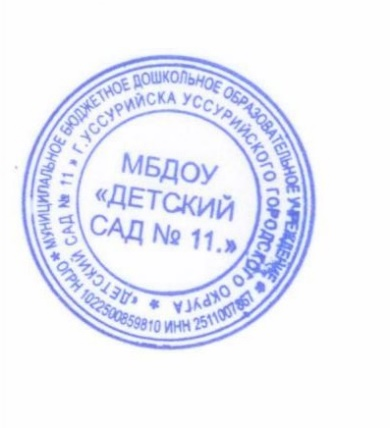 МУНИЦИПАЛЬНОЕ БЮДЖЕТНОЕ ДОШКОЛЬНОЕ ОБРАЗОВАТЕЛЬНОЕ УЧРЕЖДЕНИЕ ★
ОГРН 1022500859810 ИНН 2511007857 ★
«ДЕТСКИЙ САД № 11» Г.УССУРИЙСКА УССУРИЙСКОГО ГОРОДСКОГО ОКРУГА ★
МБДОУ
«ДЕТСКИЙ
САД № 11.»